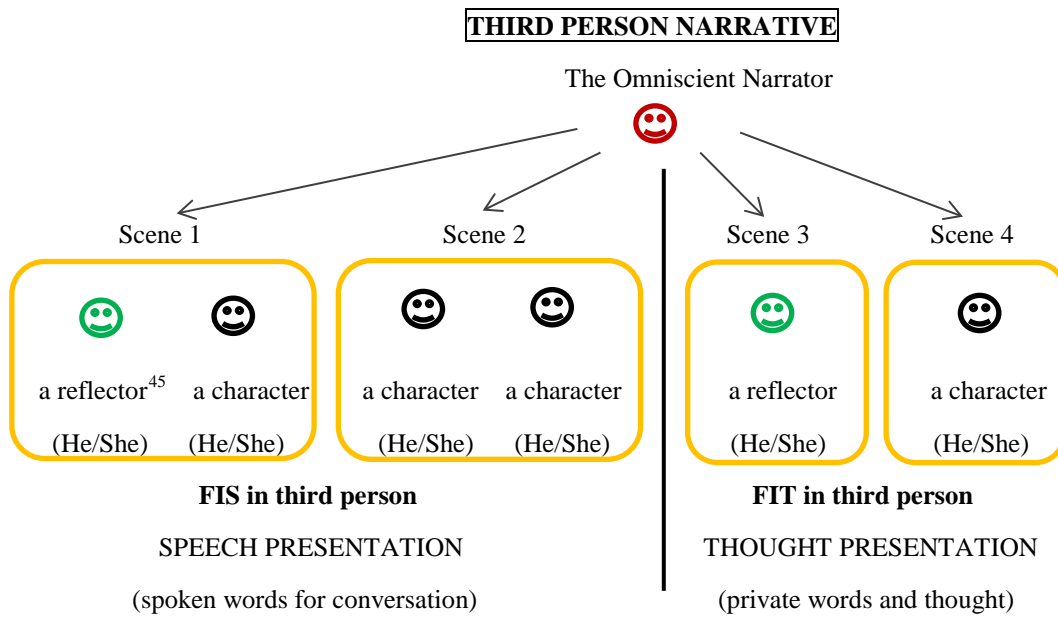 THIRD PERSON NARRATIVE
The Omniscient Narrator
Scene 1 Scene 2 Scene 3 Scene 4
a reflector45 a character a character a character a reflector a character
(He/She) (He/She) (He/She) (He/She) (He/She) (He/She)
FIS in third person FIT in third person
SPEECH PRESENTATION THOUGHT PRESENTATION
(spoken words for conversation) (private words and thought)